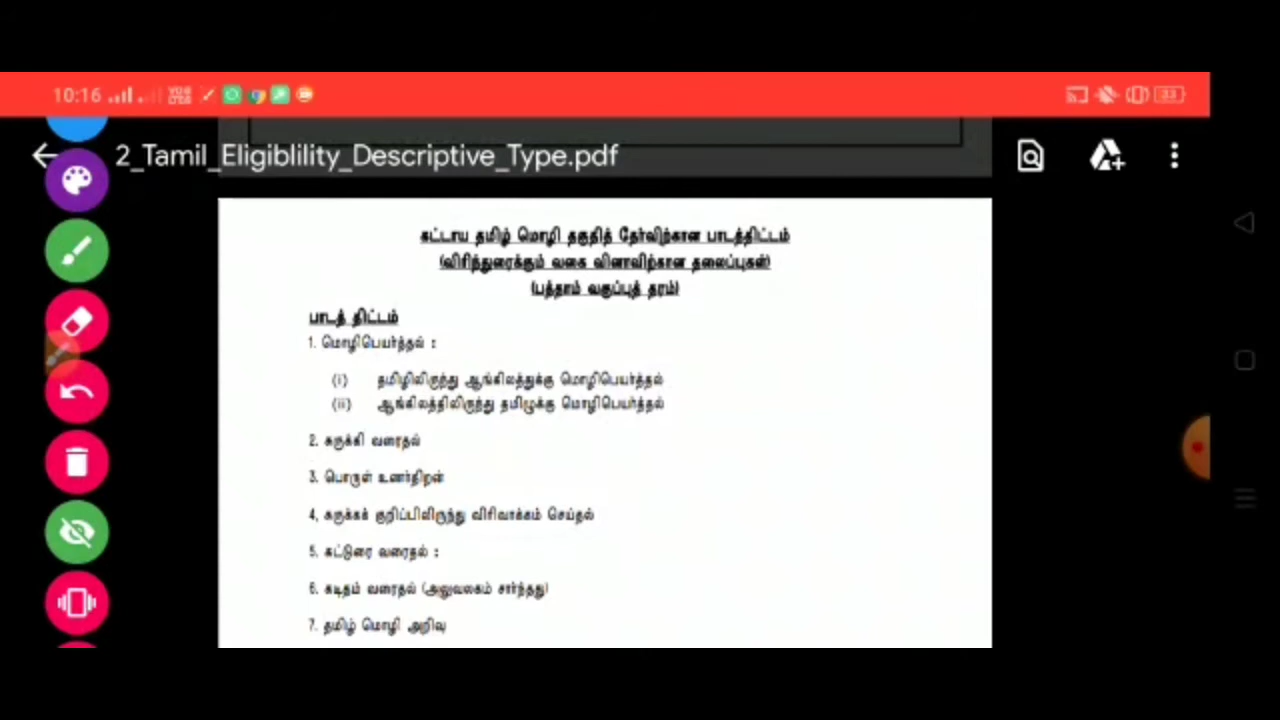 10:16
2_Tamil_Eligiblility_Descriptive_Type.pdf
கட்டாய தமிழ் மொழி தகுதித் தேர்விற்கான பாடத்திட்டம்
(விரிந்துரைக்கும் வகை வினாவிற்கான தலைப்புகள்)
(பத்தாம் வகுப்புத் தரம்)
பாடத் திட்டம்
1. மொழிபெயர்த்தல் :
(i) தமிழிலிருந்து ஆங்கிலத்துக்கு மொழிபெயர்த்தல்
(ii) ஆங்கிலத்திலிருந்து தமிழுக்கு மொழிபெயர்த்தல்
2. சுருக்கி வரைதல்
3. பொருள் உணர்திறன்
4, சுருக்கக் குறிப்பிலிருந்து விரிவாக்கம் செய்தல்
5. கட்டுரை வரைதல் :
6. கடிதம் வரைதல் (அலுவலகம் சார்ந்தது)
7. தமிழ் மொழி அறிவு